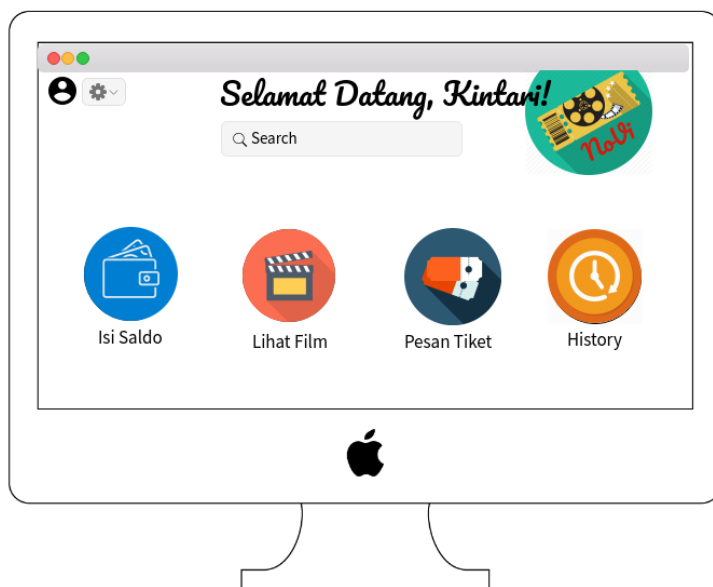 Selamat Datang, Kintari!
Search
NoVi
Isi Saldo
Lihat Film
Pesan Tiket
History